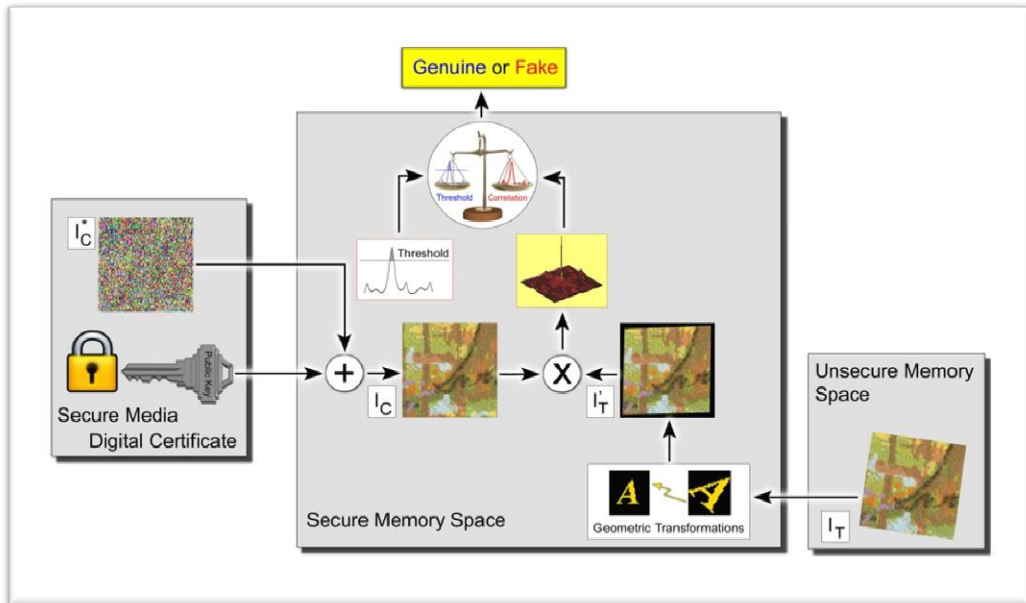 Genuine or Fake
Threshold
Correlation
I*C
Threshold
Public Key
Secure Media
Digital Certificate
+
IC
X
I'T
Unsecure Memory
Space
A
A
Geometric Transformations
IT
Secure Memory Space